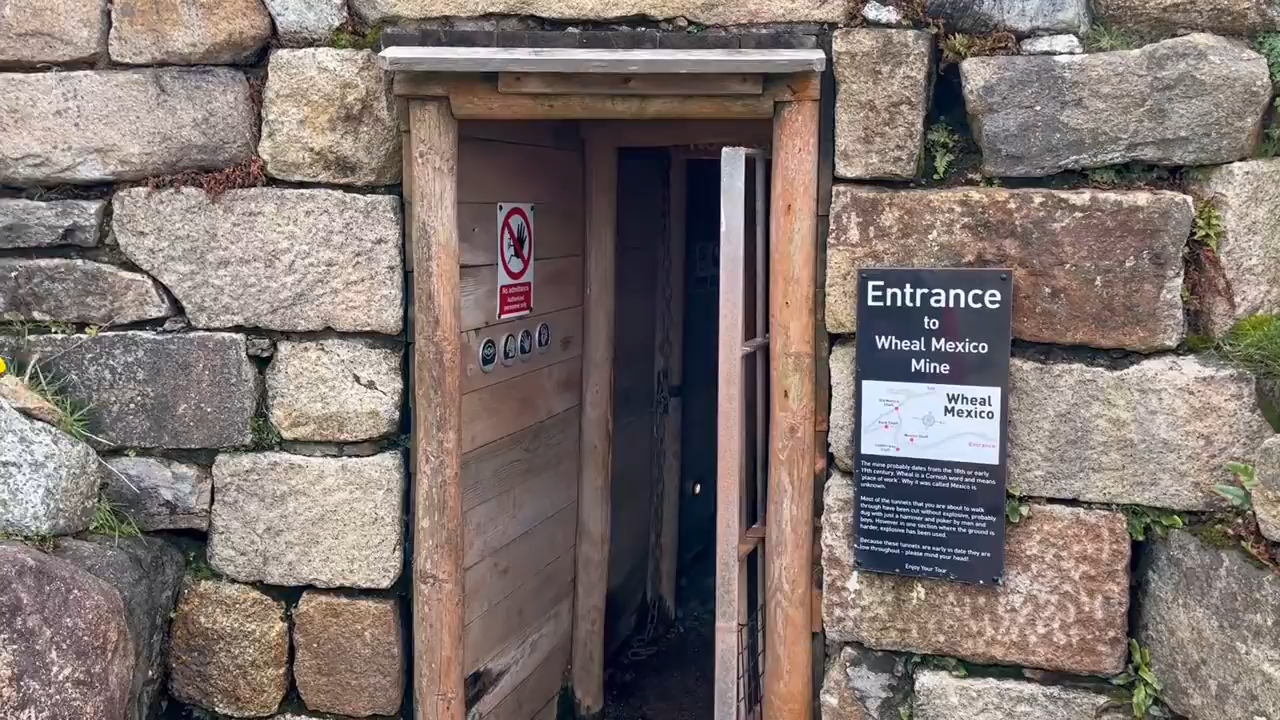 No admittance
Authorised
personnel only
Entrance
to
Wheal Mexico
Mine
Wheal
Mexico
Entrance
The mine probably dates from the 18th or early
19th century. Wheal is a Cornish word and means
'place of work'. Why it was called Mexico is
unknown.
Most of the tunnels that you are about to walk
through have been cut without explosive, probably
dug with just a hammer and poker by men and
boys. However in one section where the ground is
harder, explosive has been used.
Because these tunnels are early in date they are
low throughout - please mind your head!
Enjoy Your Tour